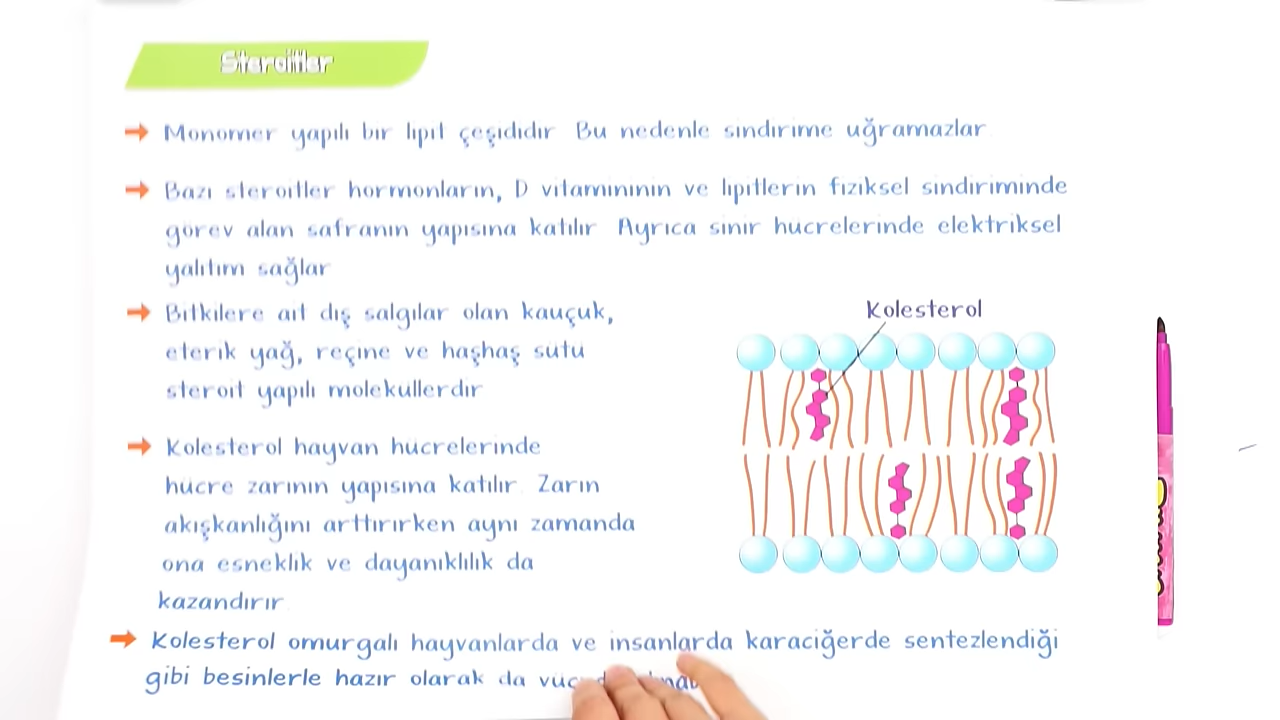 Steroitler
Monomer yapılı bir lipit çeşididir Bu nedenle sindirime uğramazlar
Bazı steroitler hormonların, D vitamininin ve lipitlerin fiziksel sindiriminde
görev alan safranın yapısına katılır Ayrıca sinir hücrelerinde elektriksel
yalıtım sağlar
Bitkilere ait dış salgılar olan kauçuk,
eterik yağ, reçine ve haşhaş sütü
steroit yapılı moleküllerdir
Kolesterol
Kolesterol hayvan hücrelerinde
hücre zarının yapısına katılır. Zarın
akışkanlığını arttırırken aynı zamanda
ona esneklik ve dayanıklılık da
kazandırır
Kolesterol omurgalı hayvanlarda ve insanlarda karaciğerde sentezlendiği
gibi besinlerle hazır olarak da